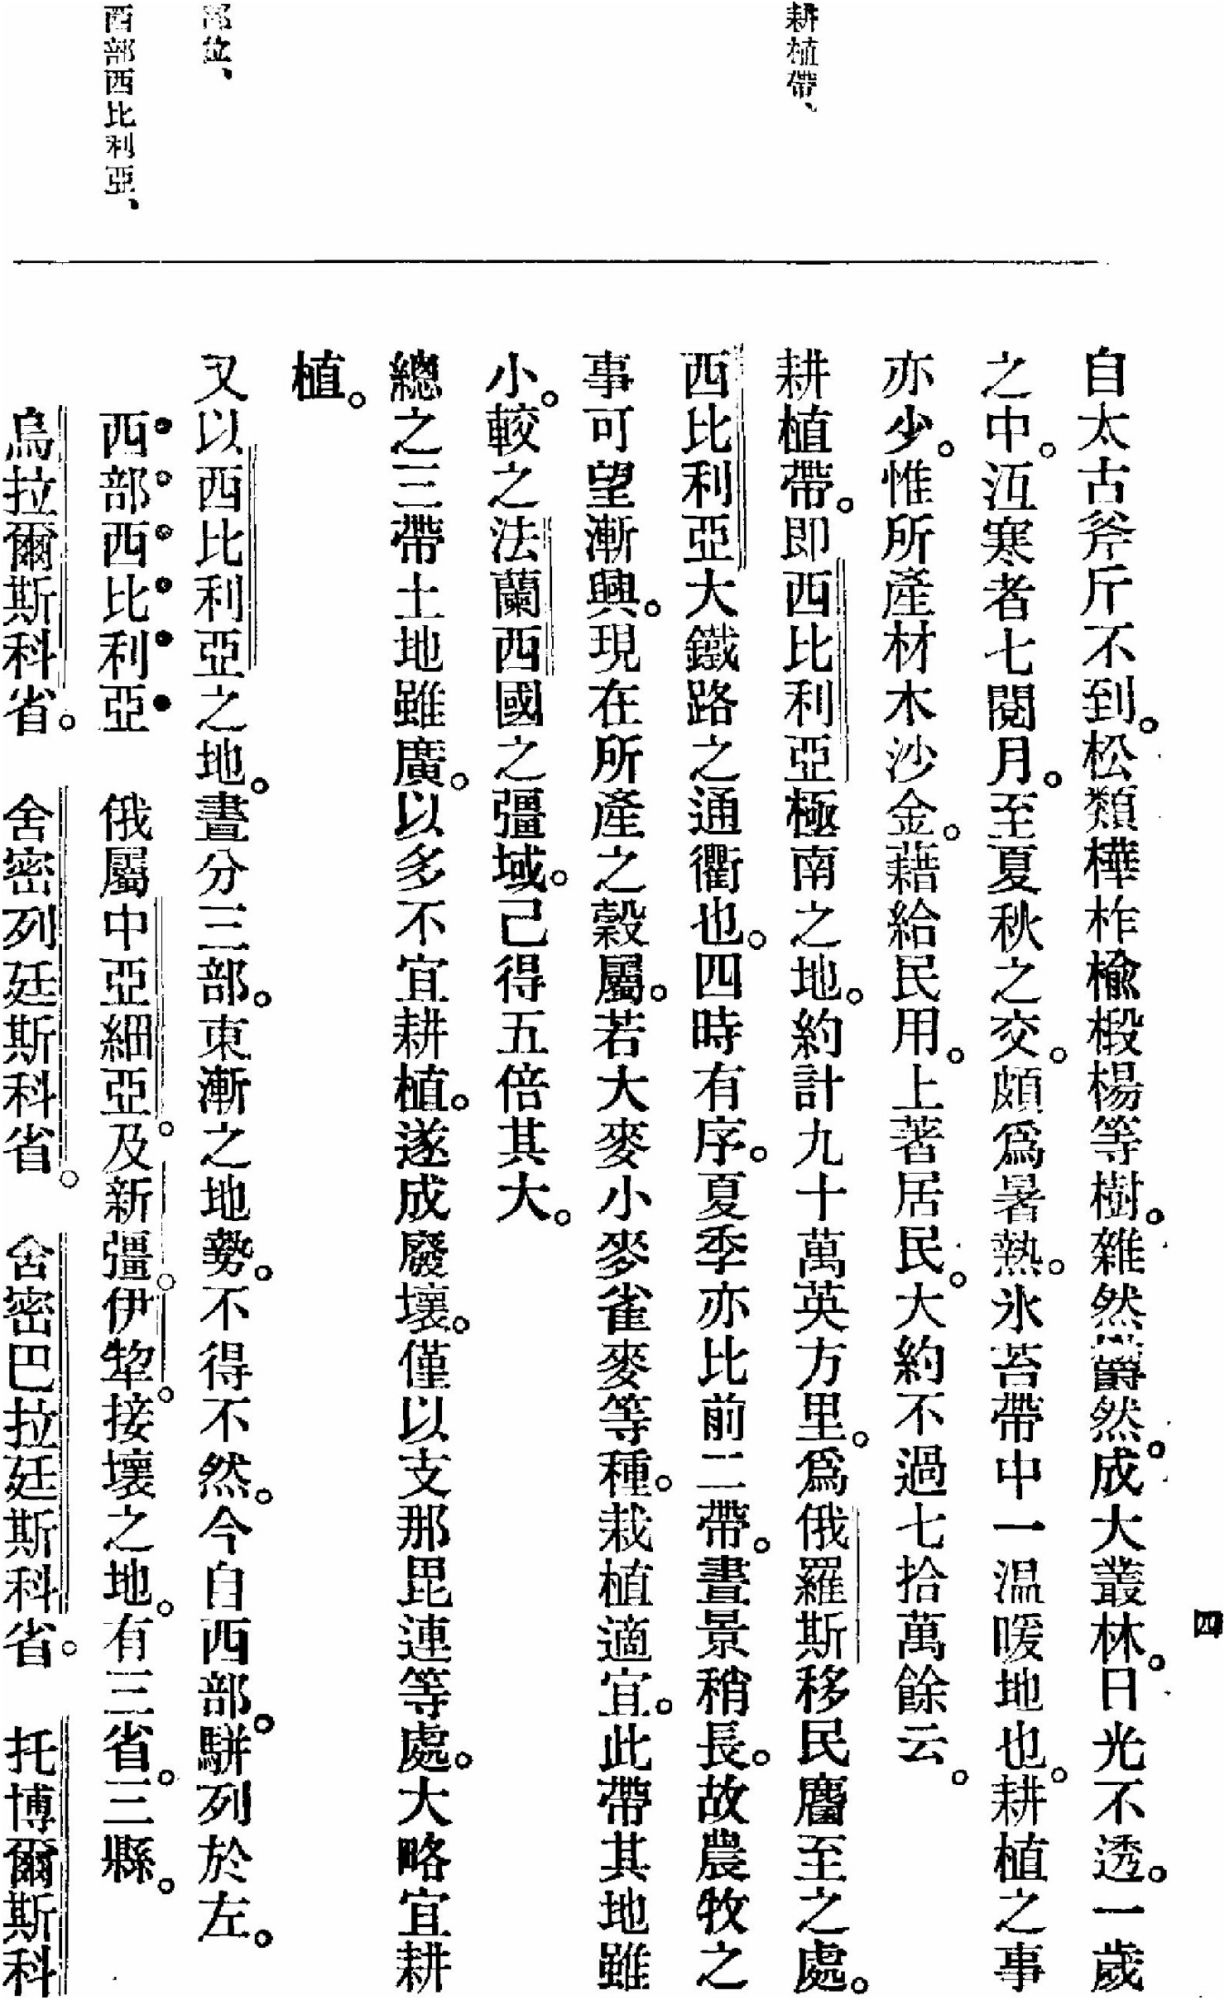 四
自太古斧斤不到。松類樺柞楡椴楊等樹。雜然欝然。成大叢林。日光不透。一歲
之中。沍寒者七閱月。至夏秋之交。頗爲暑熱。氷苔帶中一溫暖地也。耕植之事
亦少。惟所產材木沙金。藉給民用。上著居民。大約不過七拾萬餘云。
耕植帶、
耕植帶。卽西比利亞極南之地。約計九十萬英方里。爲俄羅斯移民麕至之處。
西比利亞大鐵路之通衢也。四時有序。夏季亦比前二帶。晝景稍長。故農牧之
事可望漸興。現在所產之穀屬。若大麥小麥雀麥等種。栽植適宜。此帶其地雖
小。較之法蘭西國之彊域。己得五倍其大。
總之三帶土地雖廣。以多不宜耕植。遂成廢壞。僅以支那毘連等處。大略宜耕
植。
部位、
又以西比利亞之地。晝分三部。東漸之地勢。不得不然。今自西部。騈列於左。
西部西比利亞、
西部西比利亞　俄屬中亞細亞。及新彊。伊犂。接壞之地。有三省。三縣。
烏拉爾斯科省。　舍密列廷斯科省。　舍密巴拉廷斯科省。　托博爾斯科